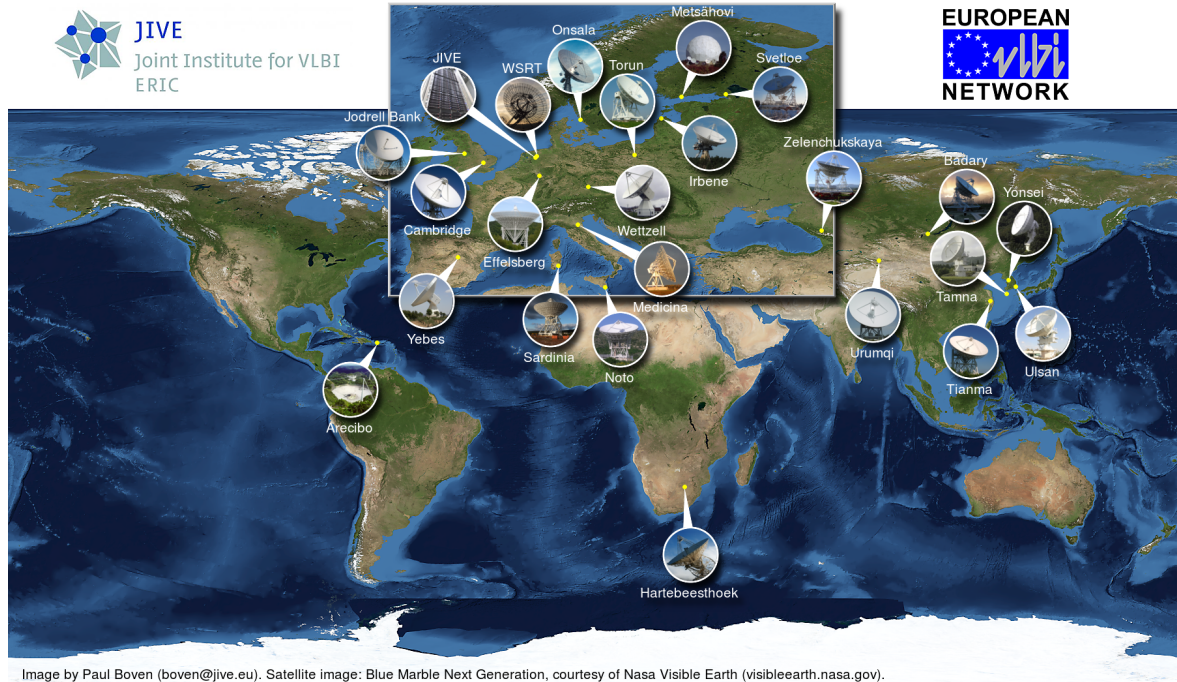 JIVE
Joint Institute for VLBI
ERIC
EUROPEAN
vlbi
NETWORK
Metsähovi
Onsala
JIVE
WSRT
Torun
Svetloe
Jodrell Bank
Zelenchukskaya
Irbene
Badary
Yonsei
Cambridge
Wettzell
Effelsberg
Tamna
Medicina
Yebes
Sardinia
Noto
Urumqi
Ulsan
Tianma
Arecibo
Hartebeesthoek
Image by Paul Boven (boven@jive.eu). Satellite image: Blue Marble Next Generation, courtesy of Nasa Visible Earth (visibleearth.nasa.gov).